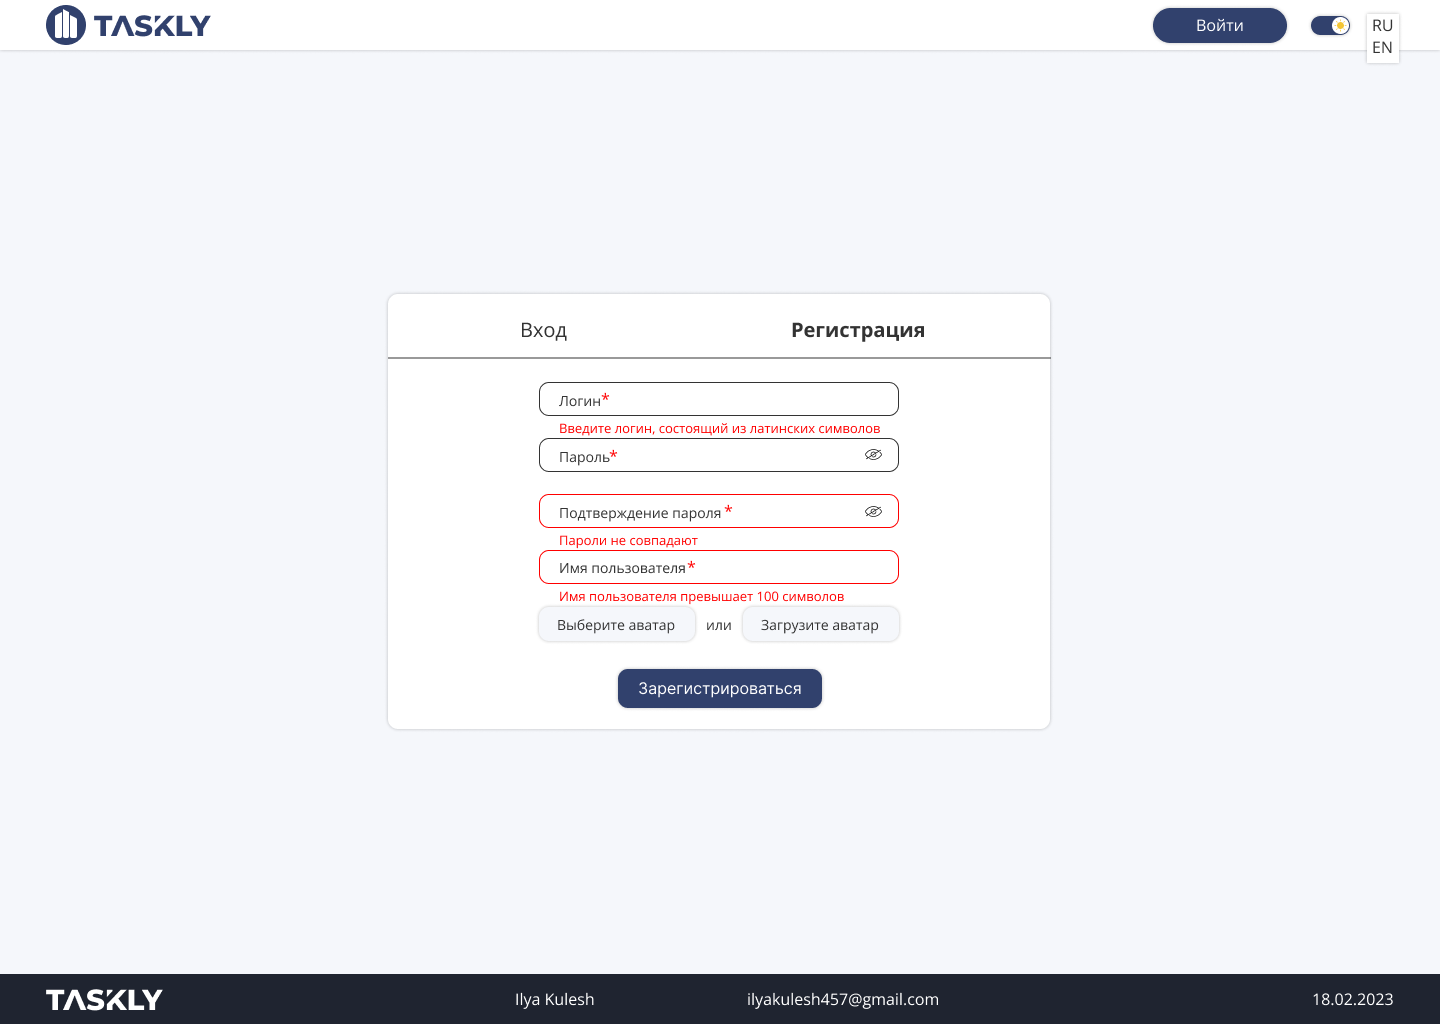 TASKLY
Войти
RU
EN
Вход
Регистрация
Логин*
Введите логин, состоящий из латинских символов
Пароль*
Подтверждение пароля *
Пароли не совпадают
Имя пользователя*
Имя пользователя превышает 100 символов
Выберите аватар или Загрузите аватар
Зарегистрироваться
TASKLY Ilya Kulesh ilyakulesh457@gmail.com 18.02.2023